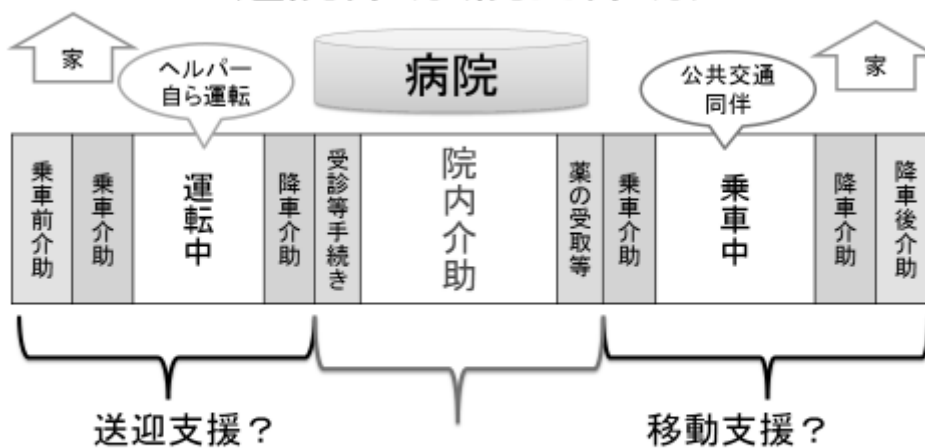 家
ヘルパー
自ら運転
病院
公共交通
同伴
家
乗車前介助
乗車介助
運転中
降車介助
受診等手続き
院内介助
薬の受取等
乗車介助
乗車中
降車介助
降車後介助
送迎支援？
移動支援？